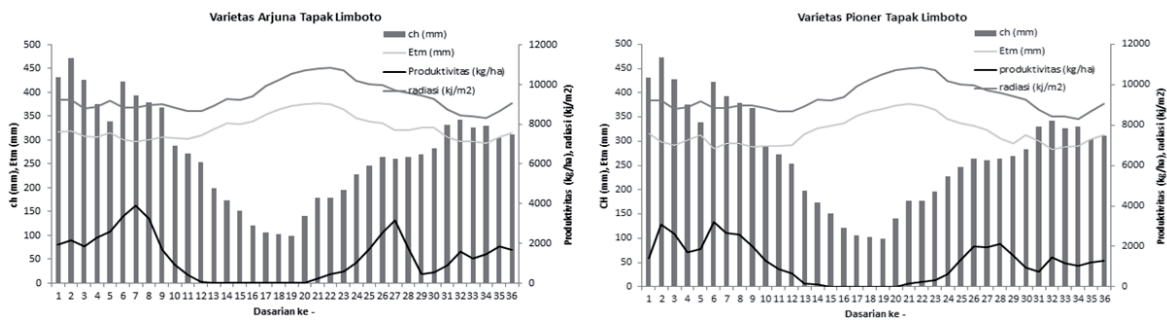 Varietas Arjuna Tapak Limboto
ch (mm)
Etm (mm)
Produktivitas (kg/ha)
radiasi (kj/m2)
500
450
400
350
300
250
200
150
100
50
0
12000
10000
8000
6000
4000
2000
0
ch (mm), Etm (mm)
Produktivitas (kg/ha), radiasi (kj/m2)
1 2 3 4 5 6 7 8 9 10 11 12 13 14 15 16 17 18 19 20 21 22 23 24 25 26 27 28 29 30 31 32 33 34 35 36
Dasarian ke -
Varietas Pioner Tapak Limboto
ch (mm)
Etm (mm)
produktivitas (kg/ha)
radiasi (kj/m2)
500
450
400
350
300
250
200
150
100
50
0
12000
10000
8000
6000
4000
2000
0
CH (mm), Etm (mm)
Produktivitas (kg/ha), radiasi (kj/m2)
1 2 3 4 5 6 7 8 9 10 11 12 13 14 15 16 17 18 19 20 21 22 23 24 25 26 27 28 29 30 31 32 33 34 35 36
Dasarian ke -